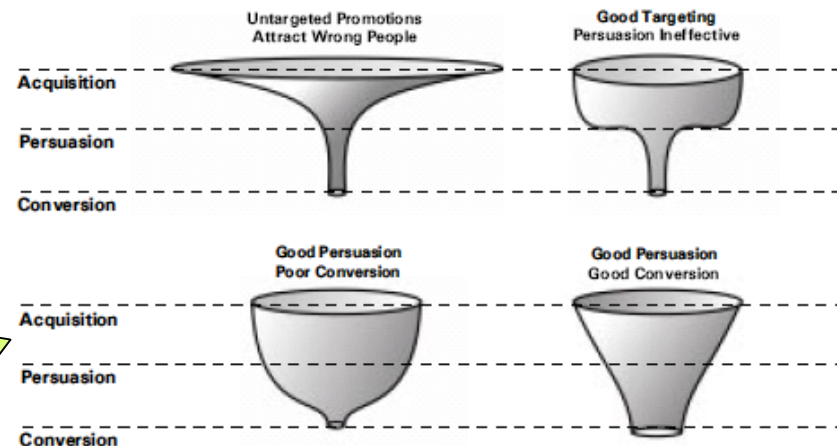 Untargeted Promotions
Attract Wrong People
Good Targeting
Persuasion Ineffective
Acquisition
Persuasion
Conversion
Good Persuasion
Poor Conversion
Good Persuasion
Good Conversion
Acquisition
Persuasion
Conversion